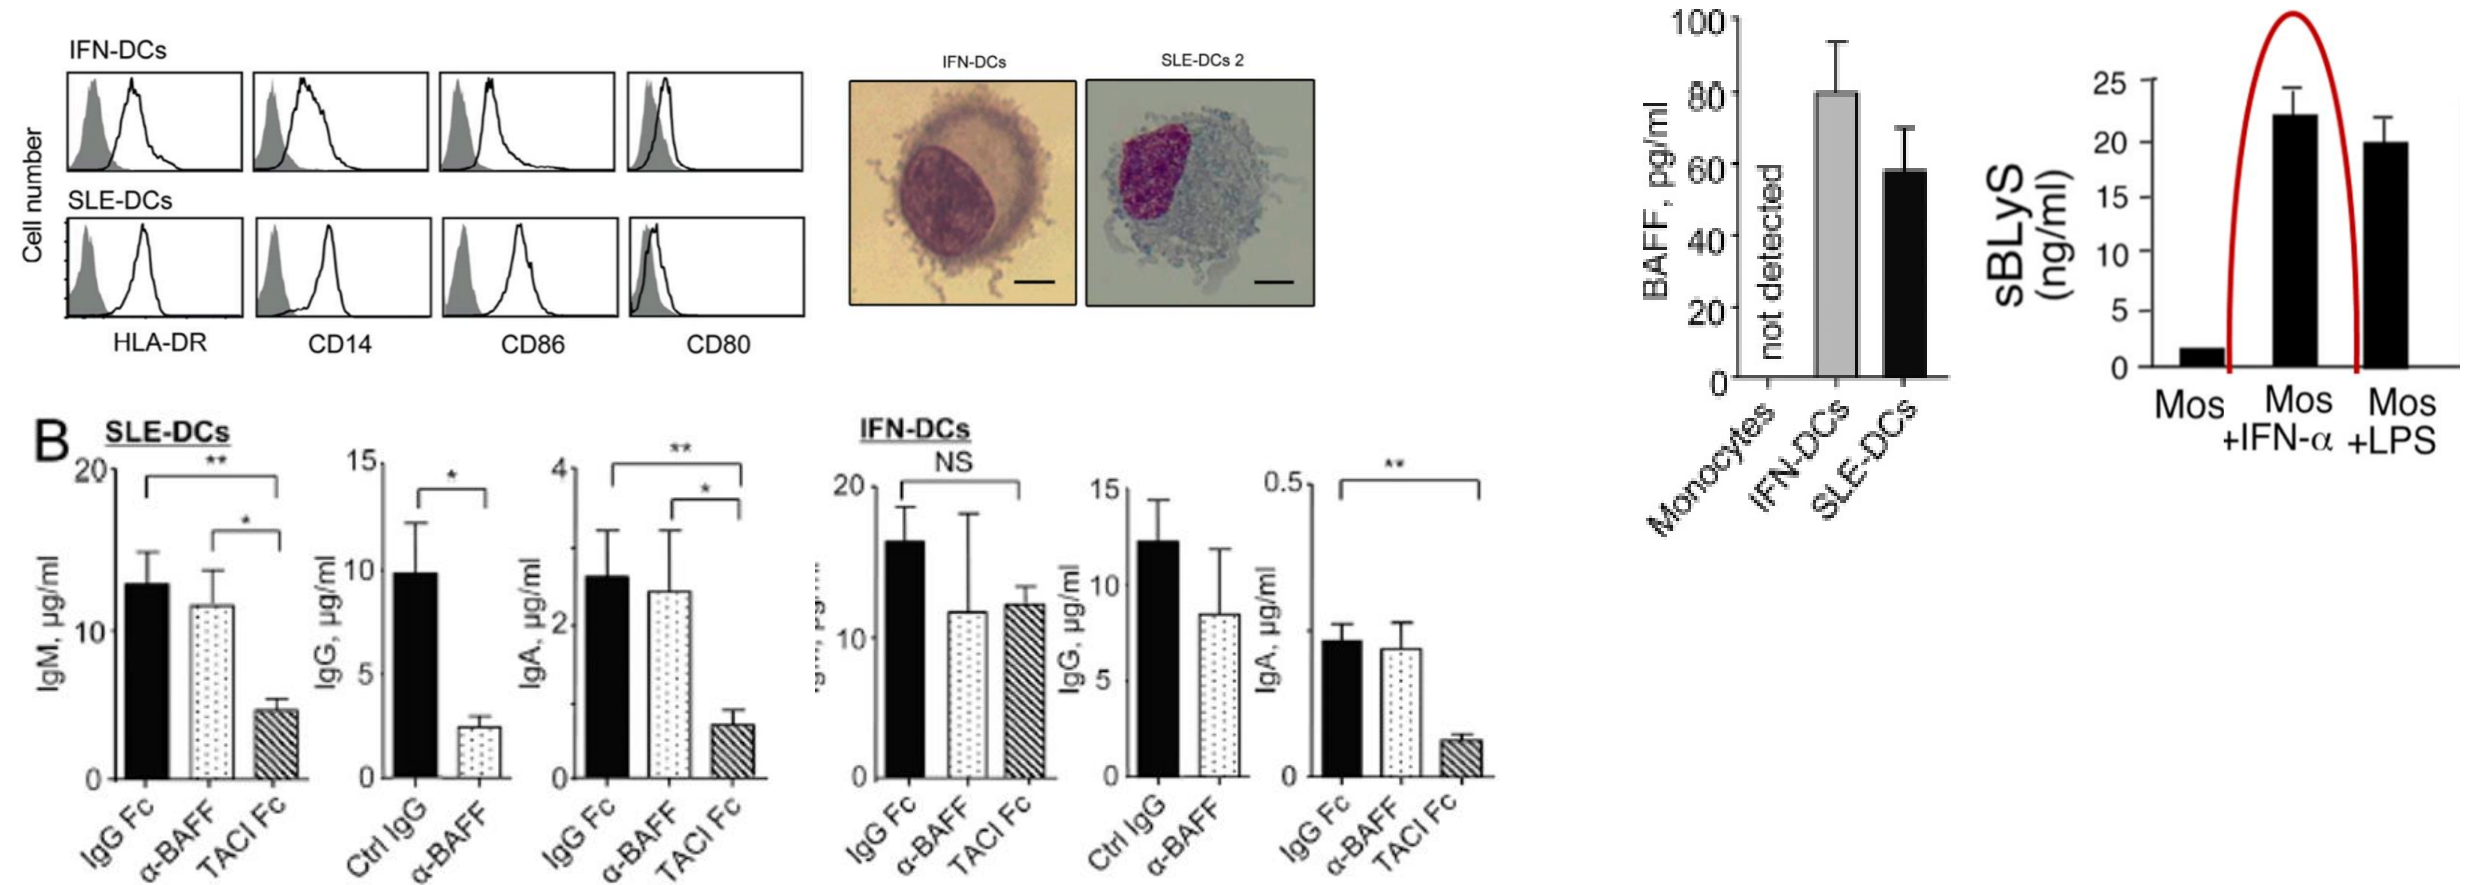 IFN-DCs
SLE-DCs
Cell number
HLA-DR
CD14
CD86
CD80
IFN-DCs
SLE-DCs 2
BAFF, pg/ml
100
80
60
40
20
0
not detected
Monocytes
IFN-DCs
SLE-DCs
sBLyS
(ng/ml)
25
20
15
10
5
0
Mos
Mos
+IFN-α
Mos
+LPS
B
SLE-DCs
IgM, µg/ml
20
10
0
**
*
IgG Fc
α-BAFF
TACI Fc
IgG, µg/ml
15
10
5
0
*
Ctrl IgG
α-BAFF
IgA, µg/ml
4
2
0
**
*
IgG Fc
α-BAFF
TACI Fc
IFN-DCs
NS
20
10
0
IgG Fc
α-BAFF
TACI Fc
IgG, µg/ml
15
10
5
0
Ctrl IgG
α-BAFF
IgA, µg/ml
0.5
0
**
IgG Fc
α-BAFF
TACI Fc